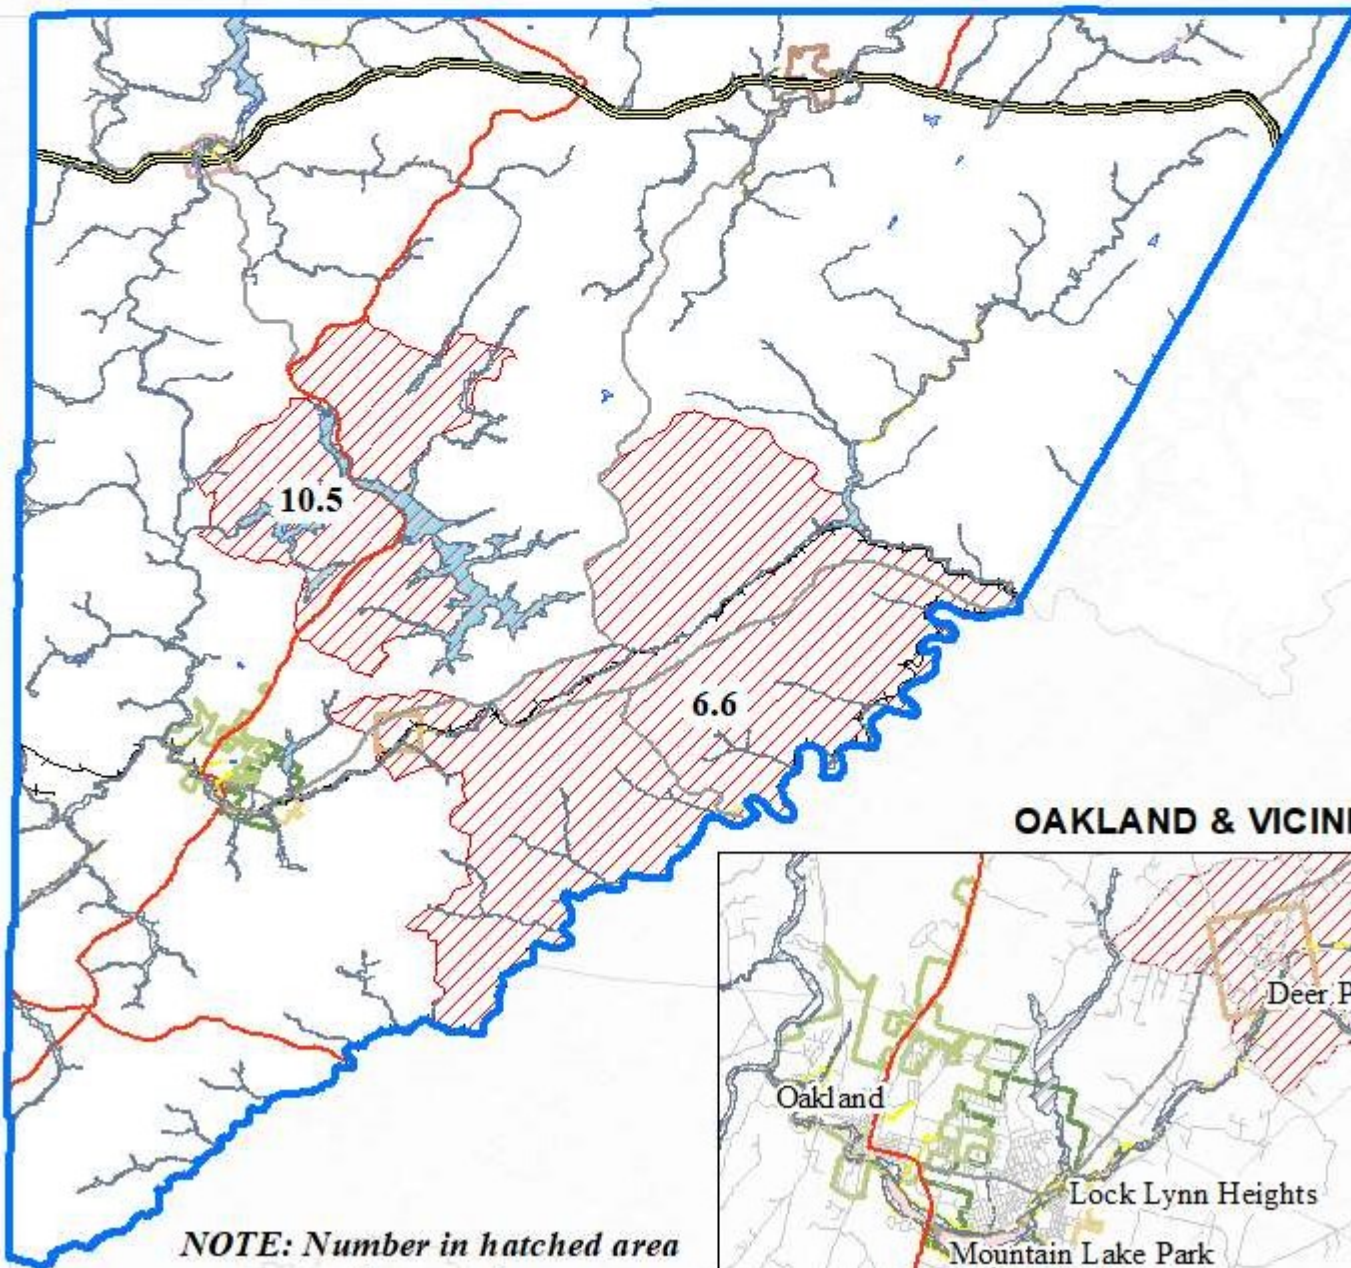 10.5
6.6
OAKLAND & VICINI
Deer P
Oakland
Lock Lynn Heights
Mountain Lake Park
NOTE: Number in hatched area